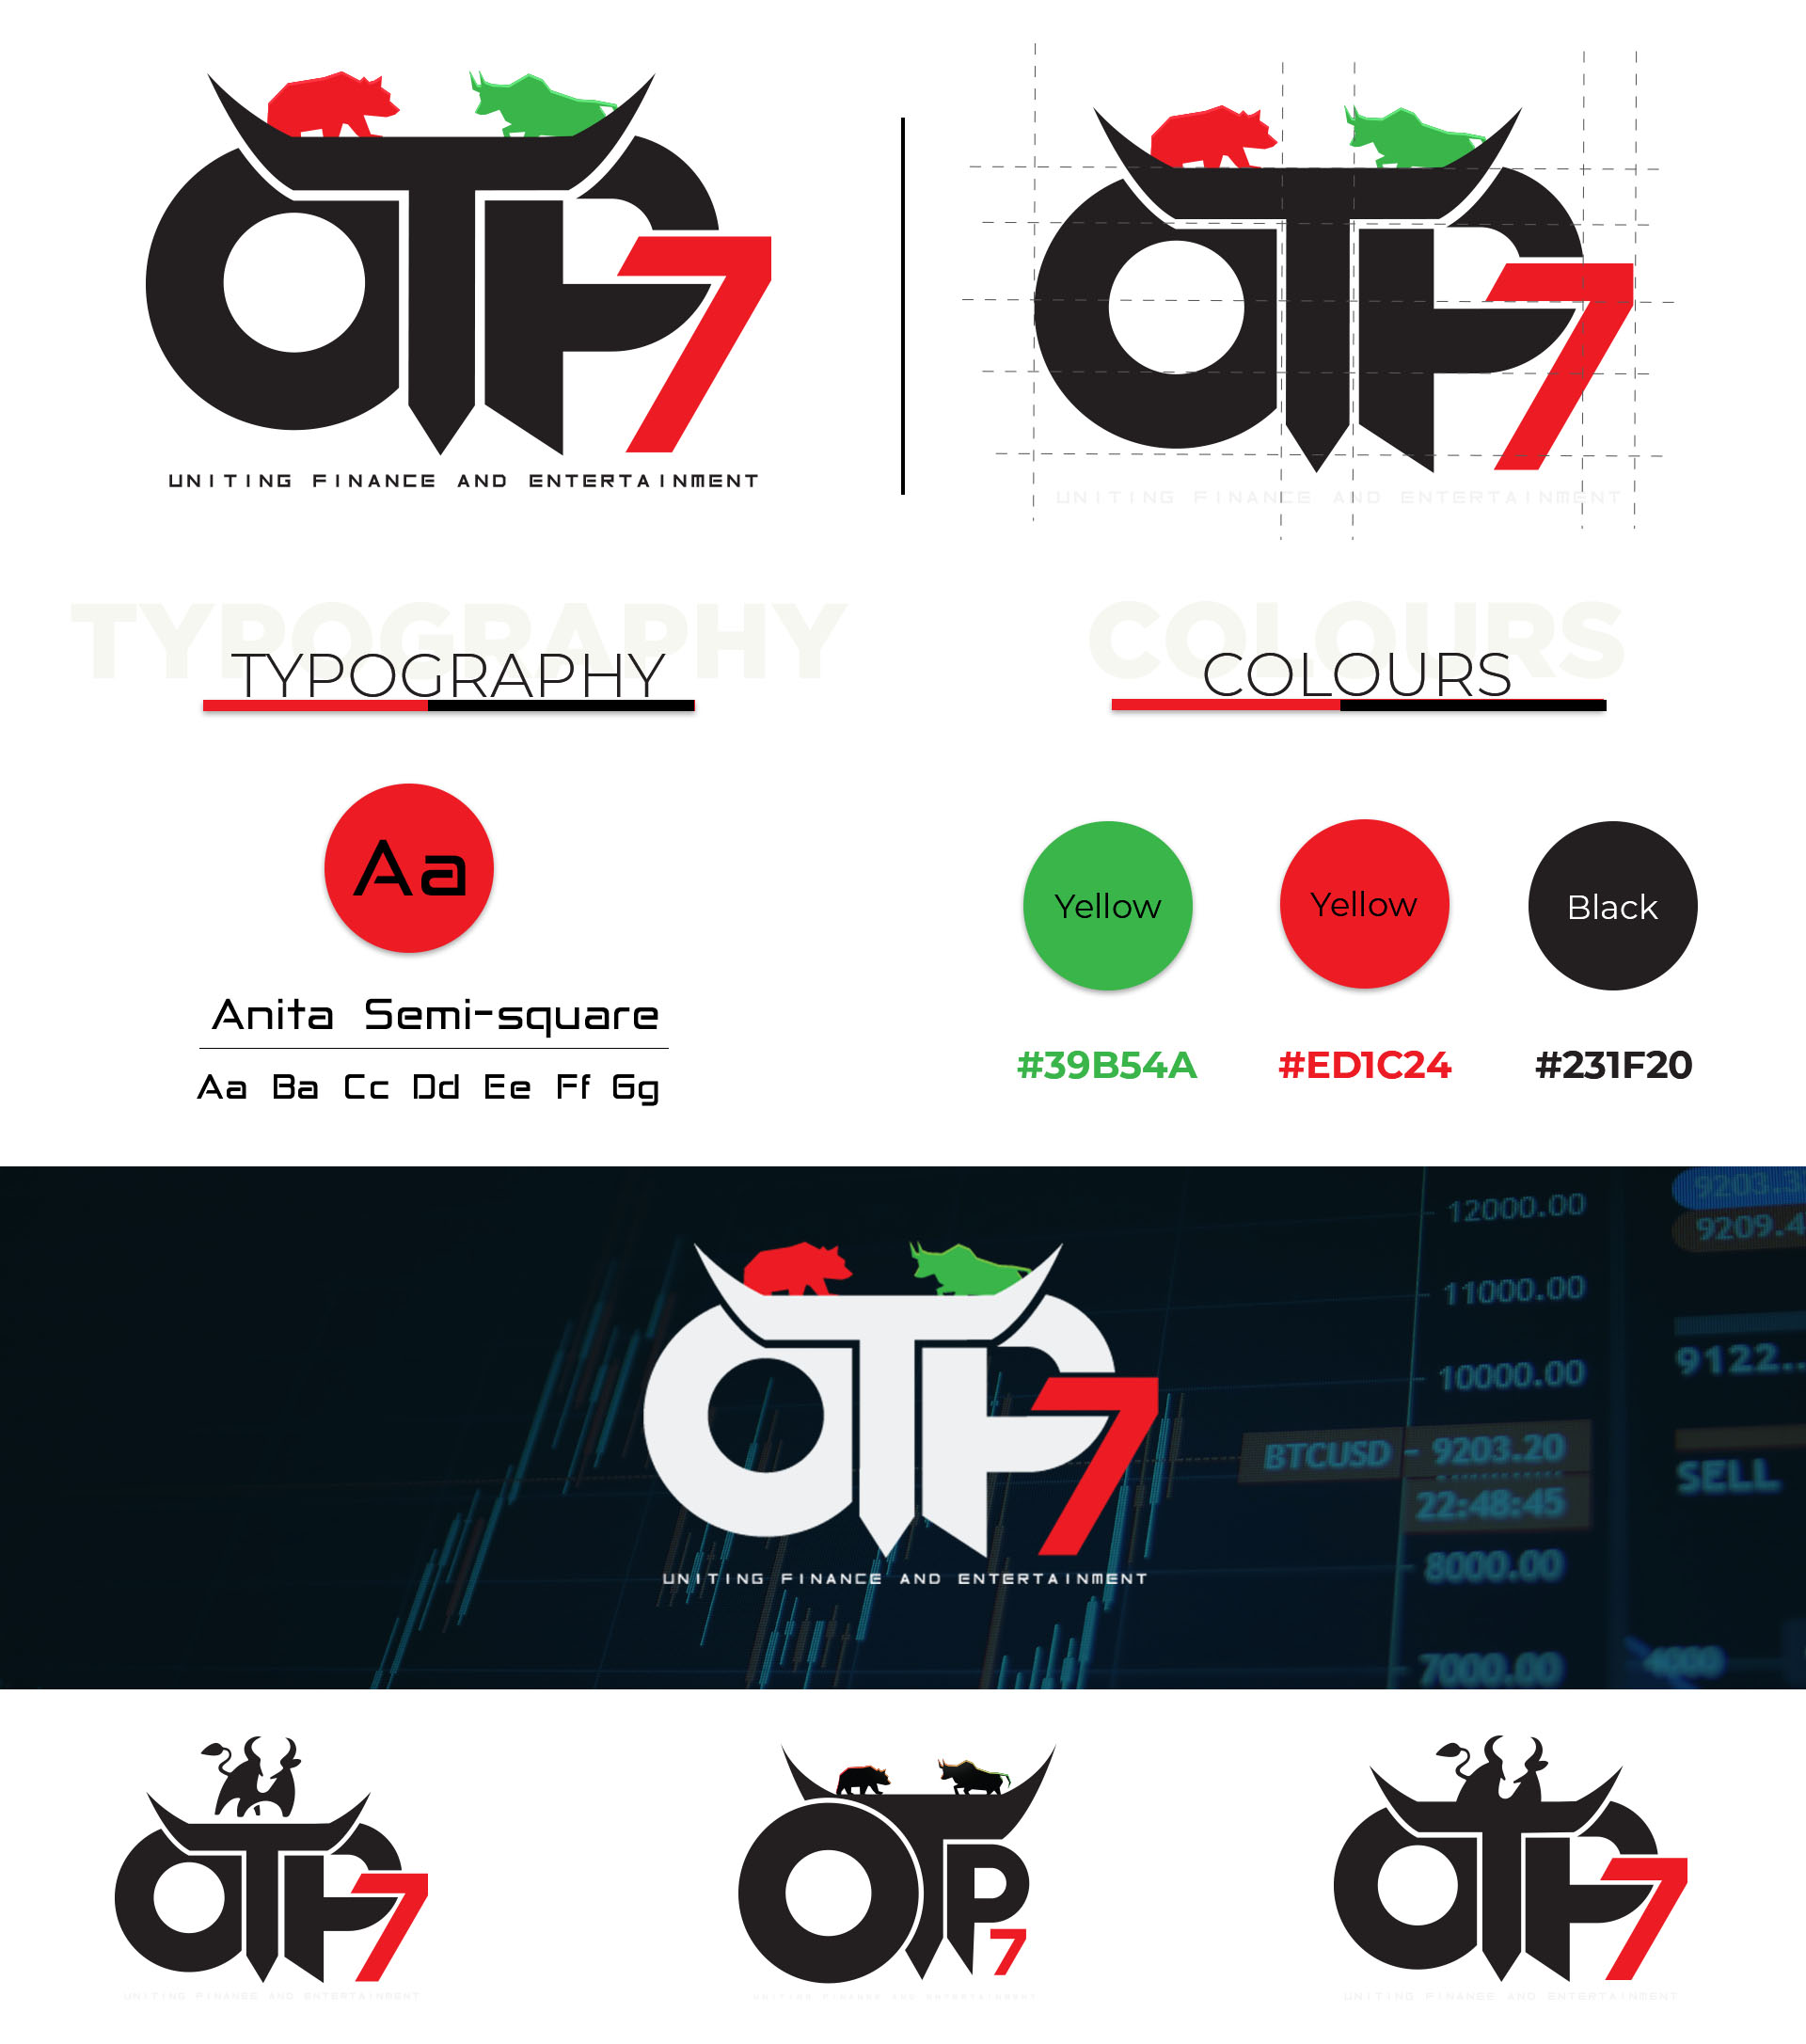 OTP7
UNITING FINANCE AND ENTERTAINMENT
OTP7
UNITING FINANCE AND ENTERTAINMENT
TYPOGRAPHY
TYPOGRAPHY
COLOURS
COLOURS
Aa
Anita Semi-square
Aa Ba Cc Dd Ee Ff Gg
Yellow
Yellow
Black
#39B54A
#ED1C24
#231F20
OTP7
UNITING FINANCE AND ENTERTAINMENT
12000.00
11000.00
10000.00
BTCUSD - 9203.20
22:48:45
8000.00
7000.00
9209.4
9122..
SELL
4000
OTP7
UNITING FINANCE AND ENTERTAINMENT
OTP7
UNITING FINANCE AND ENTERTAINMENT
OTP7
UNITING FINANCE AND ENTERTAINMENT